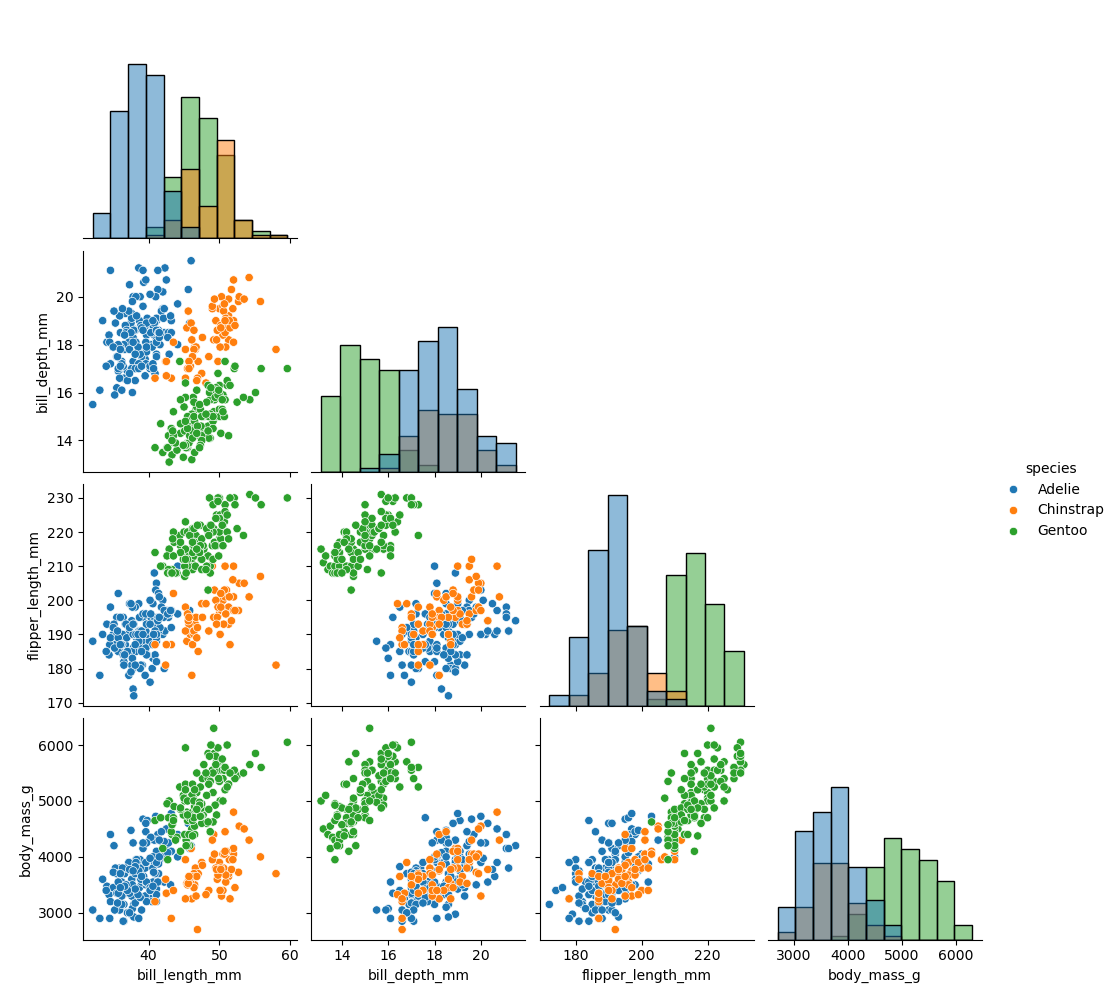 bill_depth_mm
20
18
16
14
flipper_length_mm
230
220
210
200
190
180
170
species
Adelie
Chinstrap
Gentoo
body_mass_g
6000
5000
4000
3000
40 50 60
14 16 18 20
180 200 220
3000 4000 5000 6000
bill_length_mm
bill_depth_mm
flipper_length_mm
body_mass_g